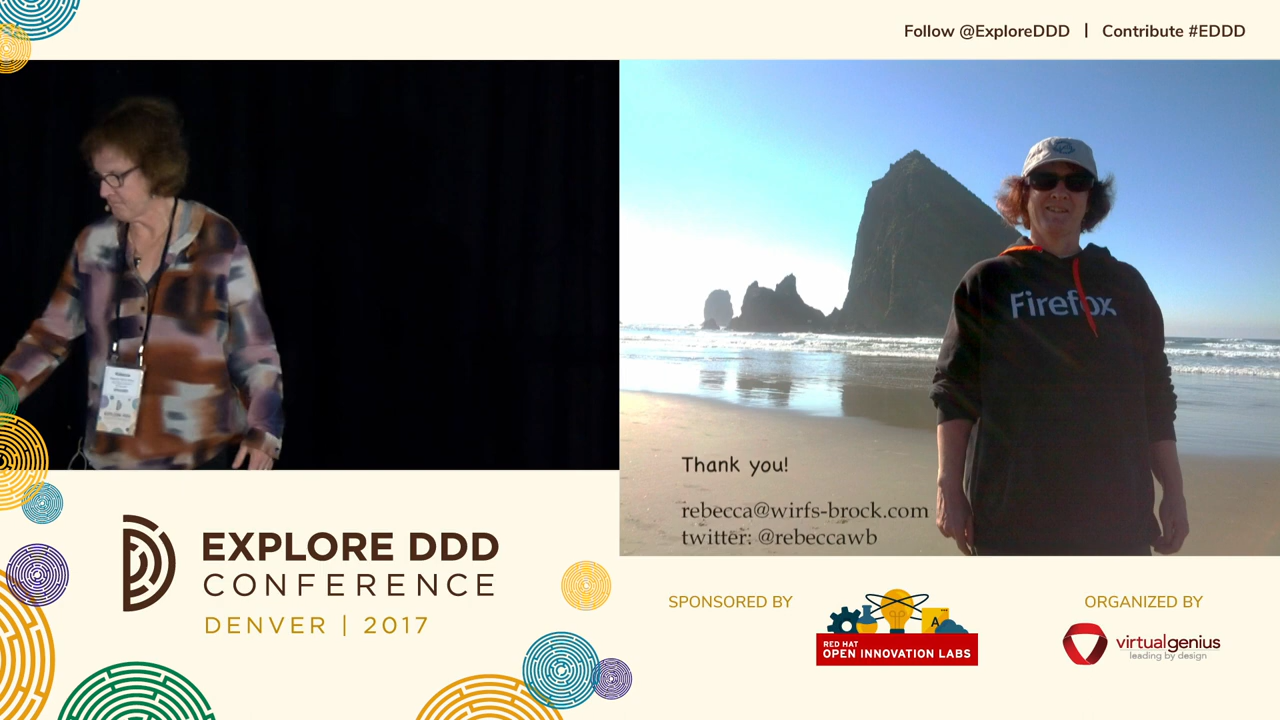 Follow @ExploreDDD | Contribute #EDDD
Firefox
Thank you!
rebecca@wirfs-brock.com
twitter: @rebeccawb
EXPLORE DDD
CONFERENCE
DENVER | 2017
SPONSORED BY
A
RED HAT
OPEN INNOVATION LABS
ORGANIZED BY
virtualgenius
leading by design